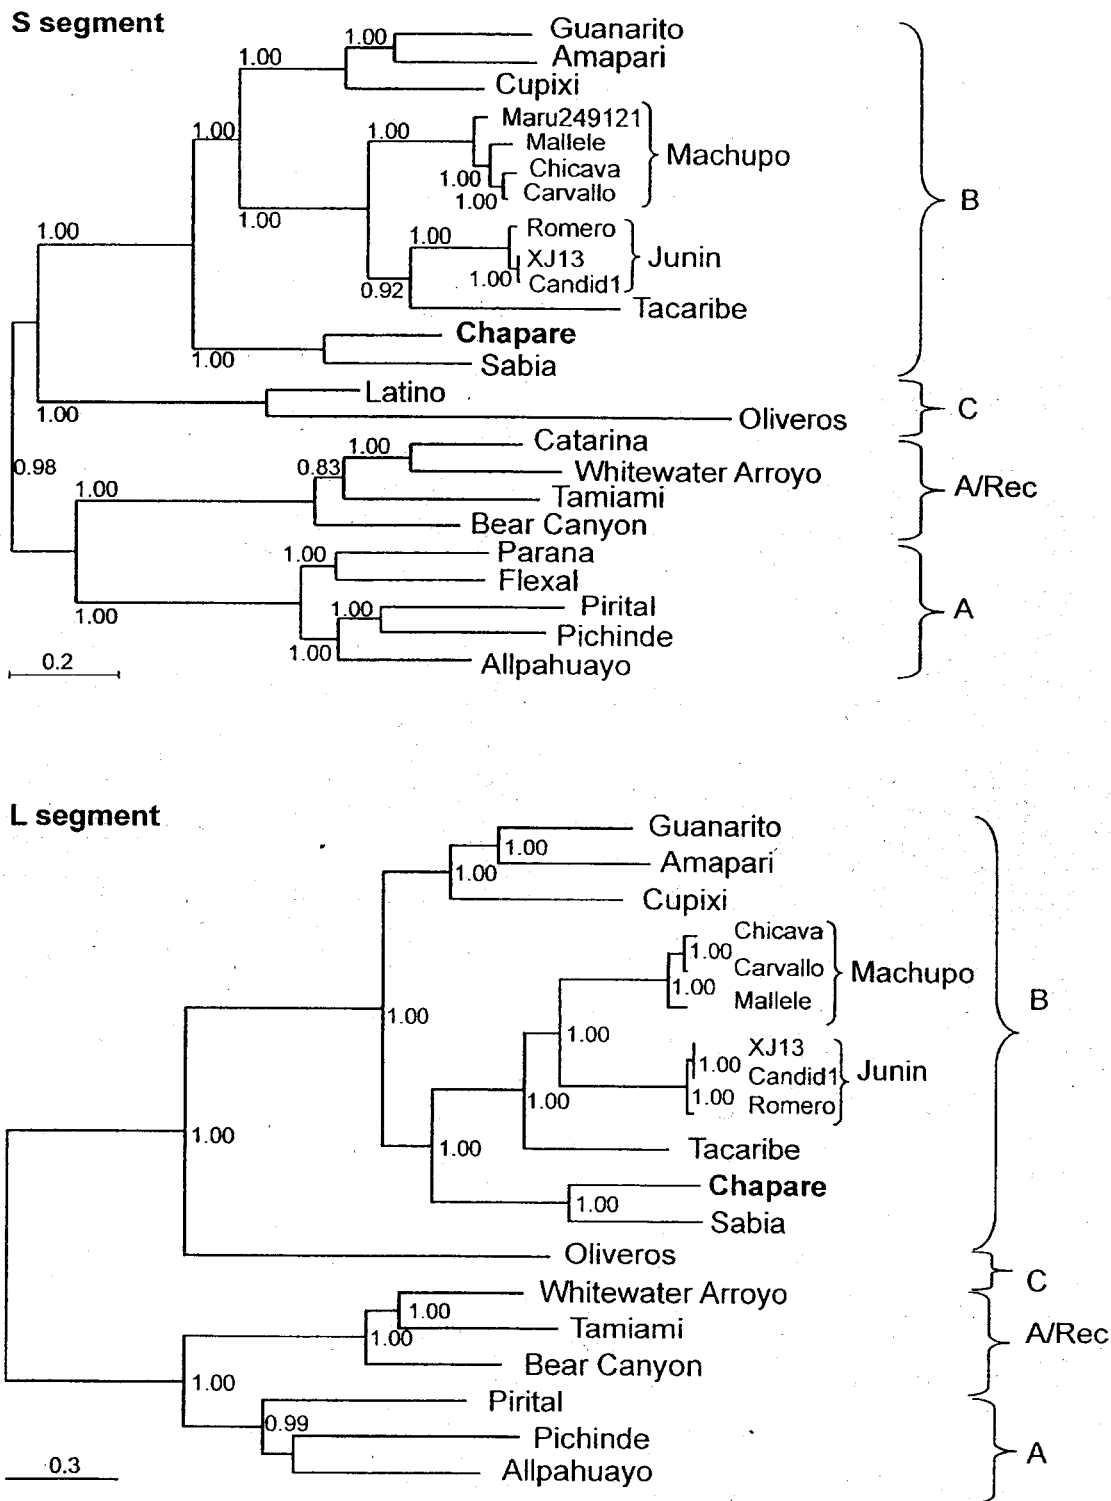 S segment
1.00
Guanarito
Amapari
1.00
Cupixi
1.00
1.00
Maru249121
Mallele
Chicava
Carvallo
1.00
1.00
Machupo
B
1.00
1.00
1.00
Romero
XJ13
Candid1
1.00
Junin
0.92
Tacaribe
Chapare
1.00
Sabia
Latino
1.00
Oliveros
C
0.98
Catarina
1.00
0.83
Whitewater Arroyo
1.00
Tamiami
A/Rec
Bear Canyon
1.00
Parana
Flexal
1.00
1.00
Pirital
A
Pichinde
1.00
Allpahuayo
0.2
L segment
Guanarito
1.00
Amapari
1.00
Cupixi
Chicava
1.00
Carvallo
1.00
Mallele
Machupo
B
1.00
1.00
XJ13
1.00
Candid1
1.00
Romero
Junin
1.00
1.00
1.00
Tacaribe
Chapare
1.00
Sabia
Oliveros
C
Whitewater Arroyo
1.00
Tamiami
1.00
A/Rec
Bear Canyon
1.00
Pirital
0.99
Pichinde
A
Allpahuayo
0.3